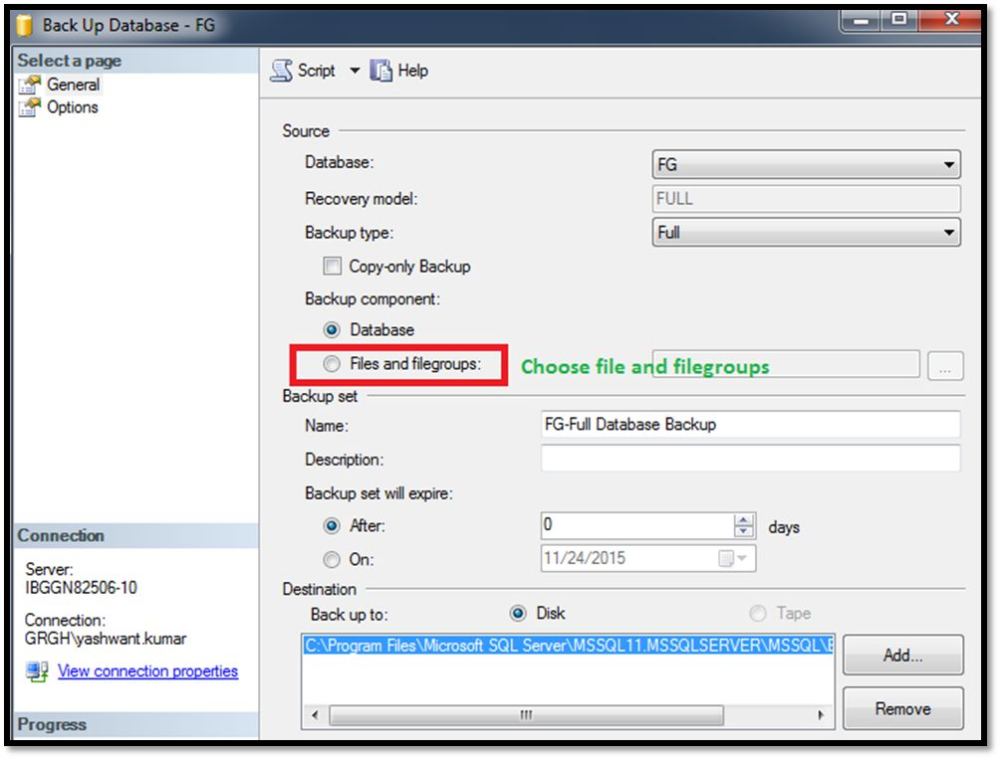 Back Up Database - FG
Select a page
General
Options
Script
Help
Source
Database:
FG
Recovery model:
FULL
Backup type:
Full
Copy-only Backup
Backup component:
Database
Files and filegroups:
Choose file and filegroups
...
Backup set
Name:
FG-Full Database Backup
Description:
Backup set will expire:
After:
0
days
On:
11/24/2015
Destination
Back up to:
Disk
Tape
C:\Program Files\Microsoft SQL Server\MSSQL11.MSSQLSERVER\MSSQL\
Add...
Remove
Connection
Server:
IBGGN82506-10
Connection:
GRGH\yashwant.kumar
View connection properties
Progress